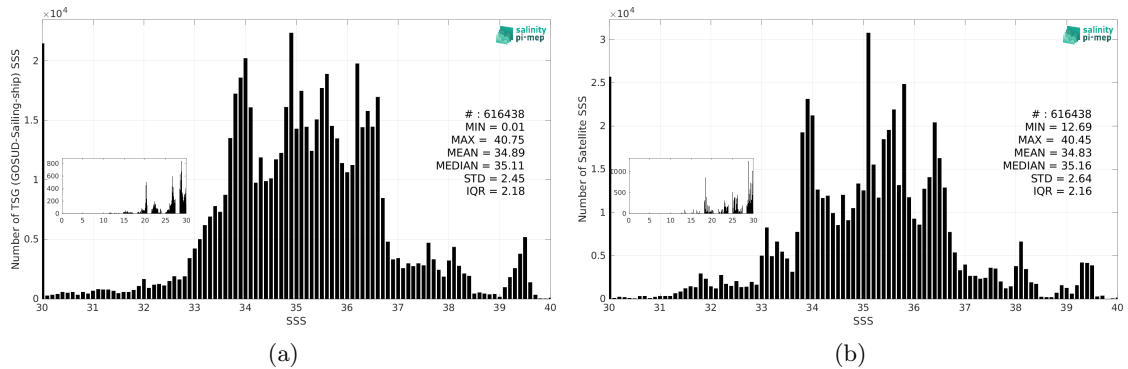 ×10⁴
salinity
pi-mep
2
1.5
1
0.5
0
Number of TSG (GOSUD-Sailing-ship) SSS
# : 616438
MIN = 0.01
MAX = 40.75
MEAN = 34.89
MEDIAN = 35.11
STD = 2.45
IQR = 2.18
800
600
400
200
0
0 5 10 15 20 25 30
30 31 32 33 34 35 36 37 38 39 40
SSS
(a)
×10⁴
salinity
pi-mep
3
2.5
2
1.5
1
0.5
0
Number of Satellite SSS
# : 616438
MIN = 12.69
MAX = 40.45
MEAN = 34.83
MEDIAN = 35.16
STD = 2.64
IQR = 2.16
1000
500
0
0 5 10 15 20 25 30
30 31 32 33 34 35 36 37 38 39 40
SSS
(b)